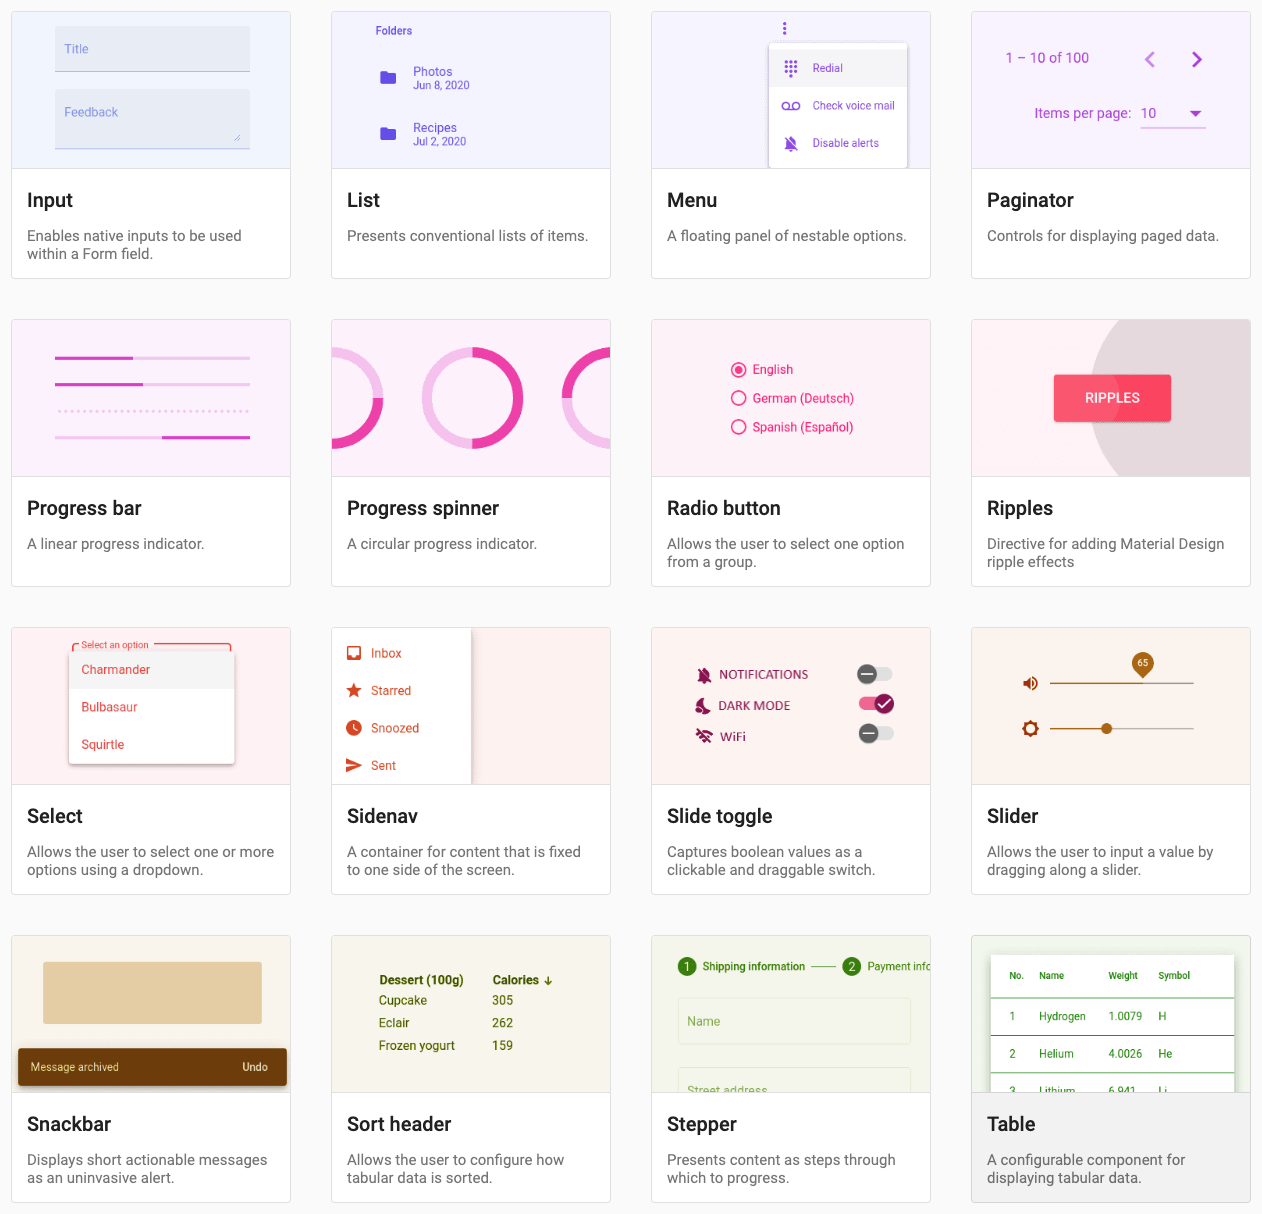 Title
Feedback
Input
Enables native inputs to be used
within a Form field.
Folders
Photos
Jun 8, 2020
Recipes
Jul 2, 2020
List
Presents conventional lists of items.
Redial
Check voice mail
Disable alerts
Menu
A floating panel of nestable options.
1 – 10 of 100
Items per page: 10
Paginator
Controls for displaying paged data.
Progress bar
A linear progress indicator.
Progress spinner
A circular progress indicator.
English
German (Deutsch)
Spanish (Español)
Radio button
Allows the user to select one option
from a group.
RIPPLES
Ripples
Directive for adding Material Design
ripple effects
Select an option
Charmander
Bulbasaur
Squirtle
Select
Allows the user to select one or more
options using a dropdown.
Inbox
Starred
Snoozed
Sent
Sidenav
A container for content that is fixed
to one side of the screen.
NOTIFICATIONS
DARK MODE
WiFi
Slide toggle
Captures boolean values as a
clickable and draggable switch.
65
Slider
Allows the user to input a value by
dragging along a slider.
Message archived Undo
Snackbar
Displays short actionable messages
as an uninvasive alert.
Dessert (100g) Calories ↓
Cupcake 305
Eclair 262
Frozen yogurt 159
Sort header
Allows the user to configure how
tabular data is sorted.
1 Shipping information 2 Payment info
Name
Street address
Stepper
Presents content as steps through
which to progress.
No. Name Weight Symbol
1 Hydrogen 1.0079 H
2 Helium 4.0026 He
3 Lithium 6.941 Li
Table
A configurable component for
displaying tabular data.